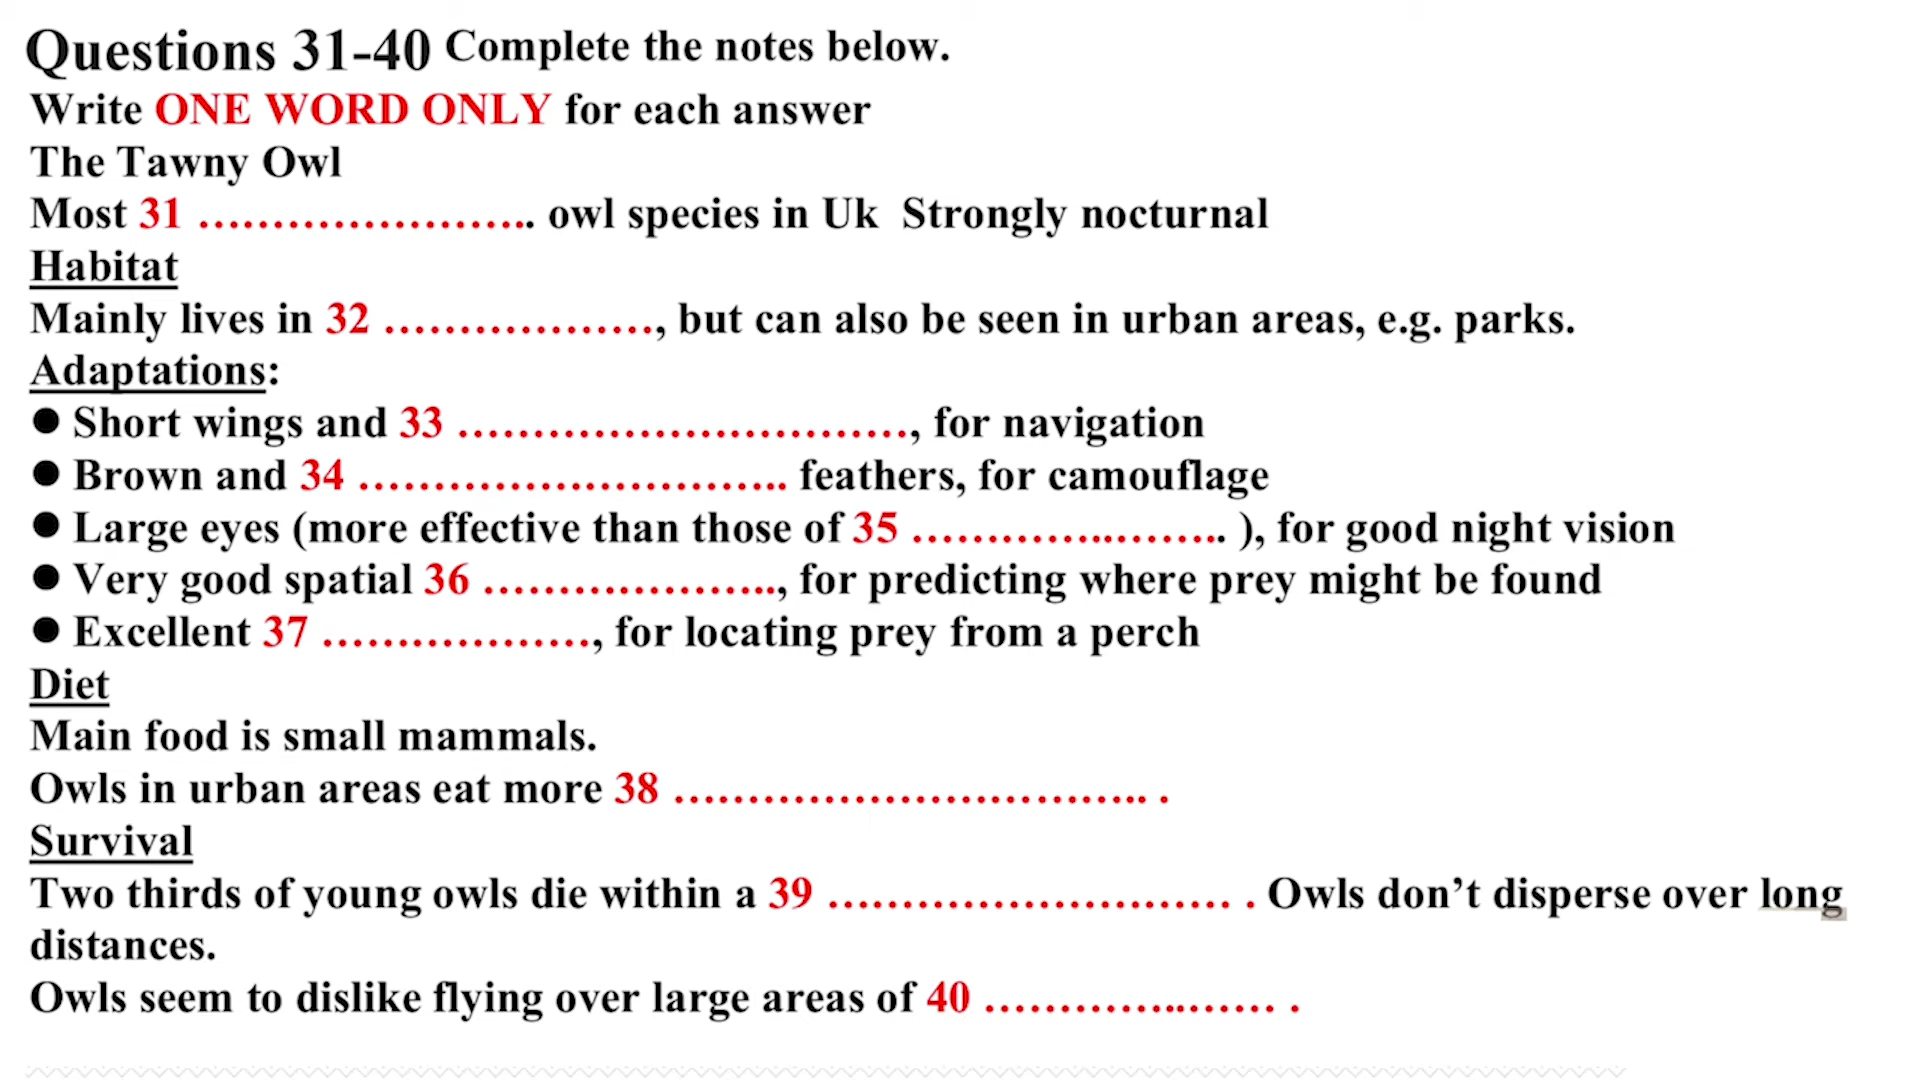 Questions 31-40 Complete the notes below.
Write ONE WORD ONLY for each answer
The Tawny Owl
Most 31 …………………….. owl species in Uk  Strongly nocturnal
Habitat
Mainly lives in 32 ………………, but can also be seen in urban areas, e.g. parks.
Adaptations:
● Short wings and 33 …………………………, for navigation
● Brown and 34 ……………………….. feathers, for camouflage
● Large eyes (more effective than those of 35 …………..…….. ), for good night vision
● Very good spatial 36 ……………….., for predicting where prey might be found
● Excellent 37 ………………, for locating prey from a perch
Diet
Main food is small mammals.
Owls in urban areas eat more 38 ………………………….. .
Survival
Two thirds of young owls die within a 39 ……………………… . Owls don’t disperse over long
distances.
Owls seem to dislike flying over large areas of 40 …………..…… .